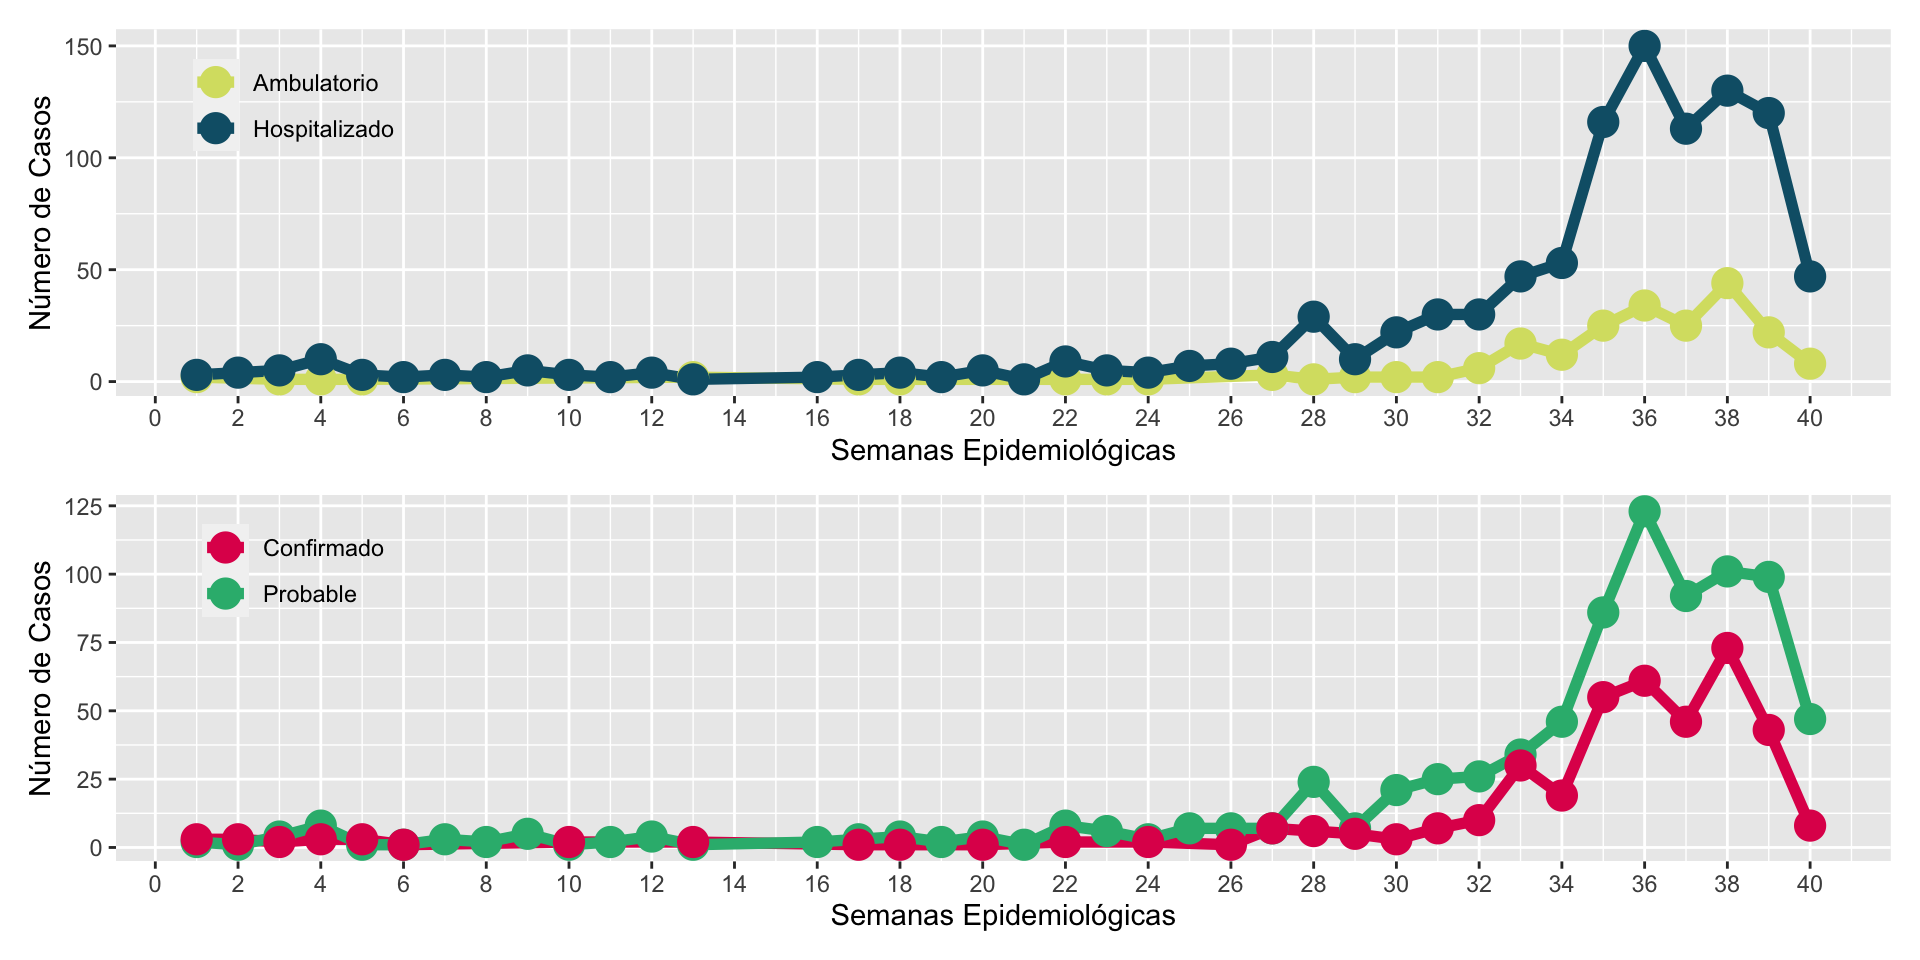 Número de Casos
150
100
50
0
Ambulatorio
Hospitalizado
0 2 4 6 8 10 12 14 16 18 20 22 24 26 28 30 32 34 36 38 40
Semanas Epidemiológicas
Número de Casos
125
100
75
50
25
0
Confirmado
Probable
0 2 4 6 8 10 12 14 16 18 20 22 24 26 28 30 32 34 36 38 40
Semanas Epidemiológicas